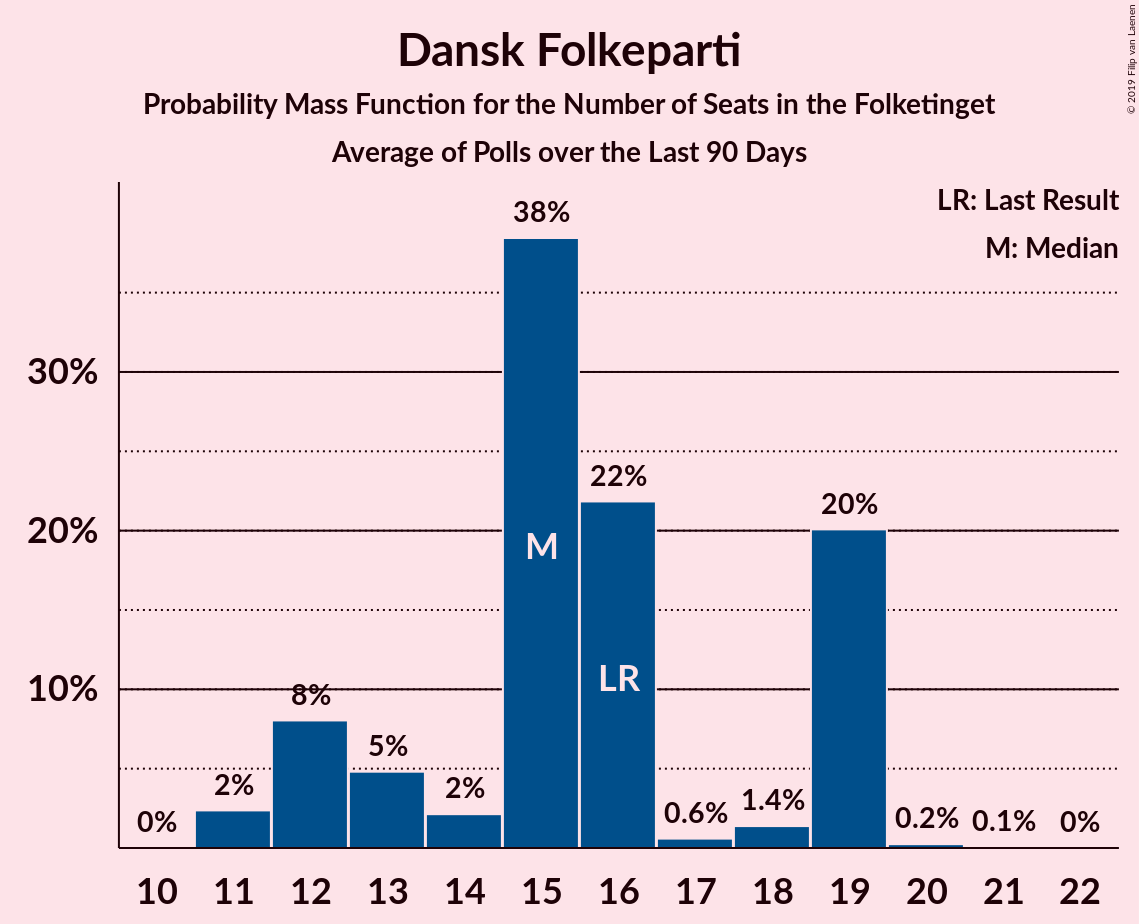 Dansk Folkeparti
Probability Mass Function for the Number of Seats in the Folketinget
Average of Polls over the Last 90 Days
© 2019 Filip van Laenen
LR: Last Result
M: Median
38%
30%
22%
20%
20%
M
LR
10%
8%
5%
2%
2%
0%
0.6%
1.4%
0.2%
0.1%
0%
10 11 12 13 14 15 16 17 18 19 20 21 22